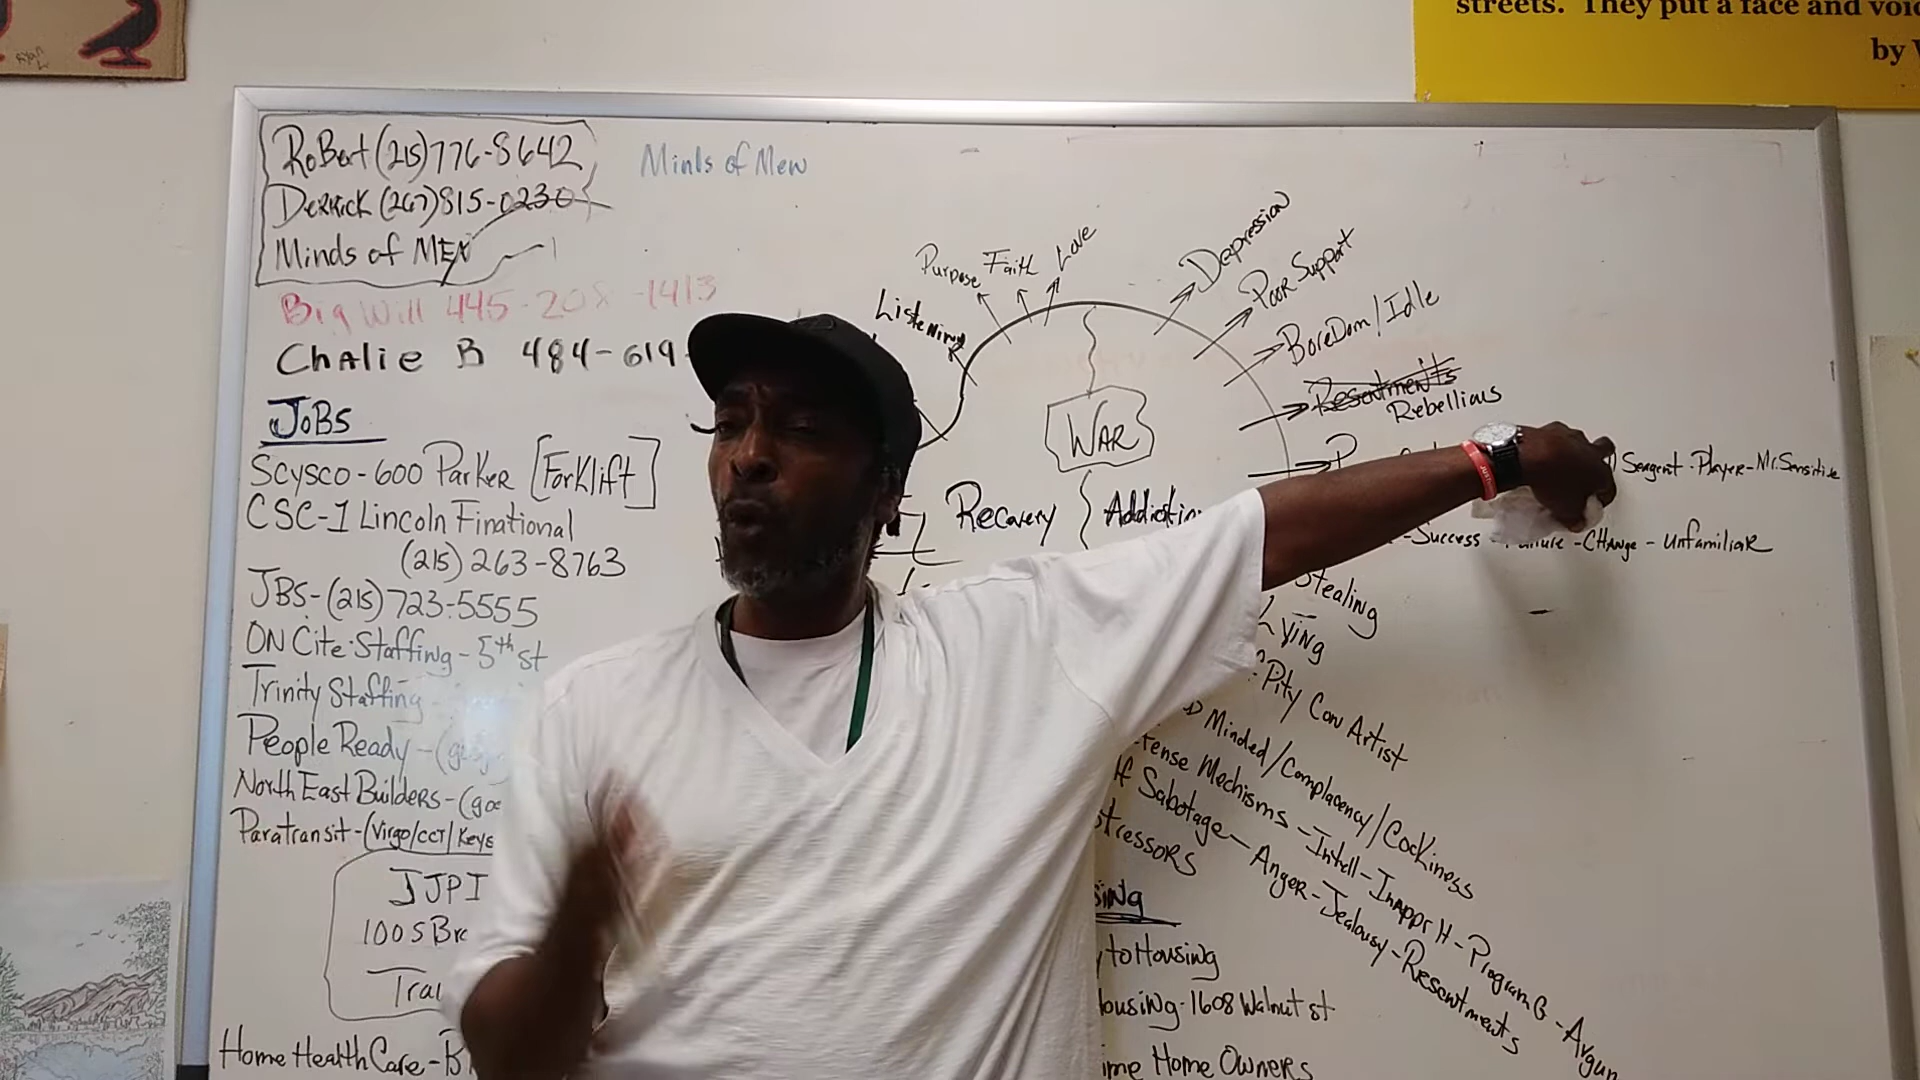 streets. They put a face and voi
by
RoBert (215)776-8642
Derrick (267)815-0230
Minds of MEN
Minds of Men
Big Will 445-208-1413
Chalie B 484-619-
JoBS
Scysco-600 Parker [Forklift]
CSC-1 Lincoln Finational
(215)263-8763
JBS-(215)723-5555
ON Cite Staffing - 5th st
Trinity Staffing -
People Ready -
North East Builders-(
Paratransit-(Virgo/CCT/Keys
JJPI
100 S Br
Trai
Home Health Care-B
Listening
Purpose
Faith
Love
Depression
Poor Support
BoreDom/Idle
Resentments
Rebellious
WAR
Recovery
Addiction
Sergent-Player-Mr.Sensitive
-Success-Failure-CHAnge-Unfamiliar
Stealing
Lying
Pity Con Artist
Minded/Complacency/Cockiness
fense Mechisms-Intell-InAppr H-Program G-Argum
lf Sabotage-Anger-Jealousy-Resentments
stressors
sing
y to Housing
ousing-1608 Walnut st
ime Home Owners